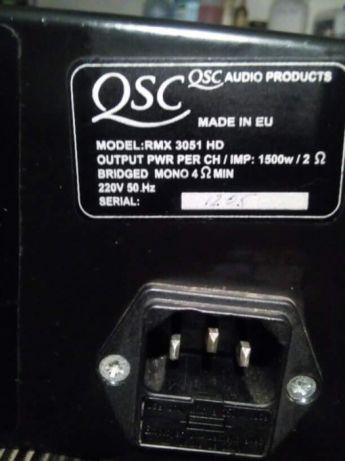 QSC QSC AUDIO PRODUCTS
MADE IN EU
MODEL:RMX 3051 HD
OUTPUT PWR PER CH / IMP: 1500w / 2 Ω
BRIDGED MONO 4 Ω MIN
220V 50 Hz
SERIAL: